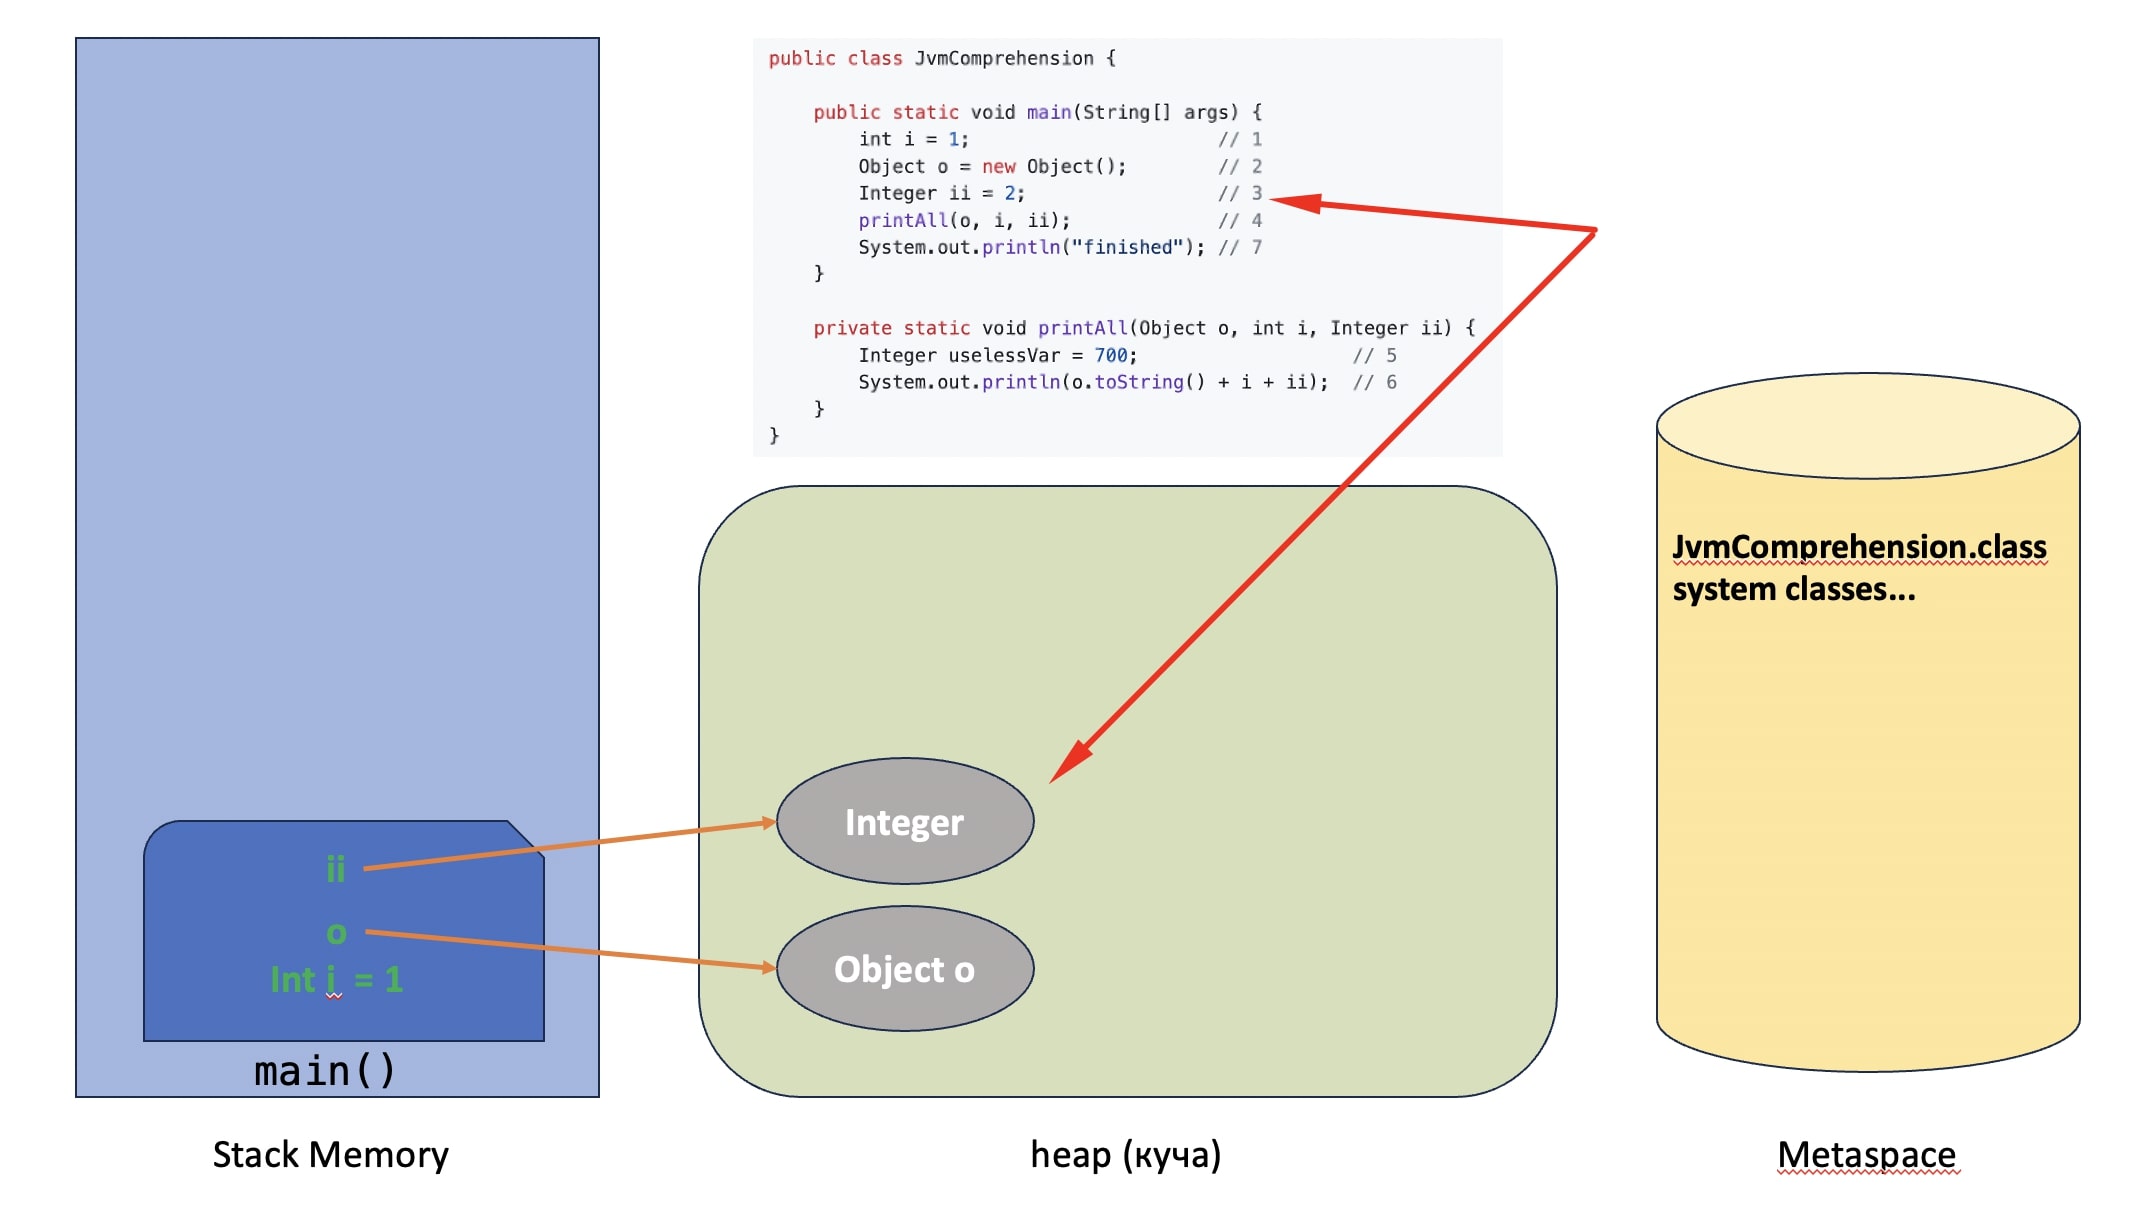 public class JvmComprehension {
public static void main(String[] args) {
int i = 1; // 1
Object o = new Object(); // 2
Integer ii = 2; // 3
printAll(o, i, ii); // 4
System.out.println("finished"); // 7
}
private static void printAll(Object o, int i, Integer ii) {
Integer uselessVar = 700; // 5
System.out.println(o.toString() + i + ii); // 6
}
}
JvmComprehension.class
system classes...
Integer
ii
o
Object o
Int i = 1
main()
Stack Memory
heap (куча)
Metaspace